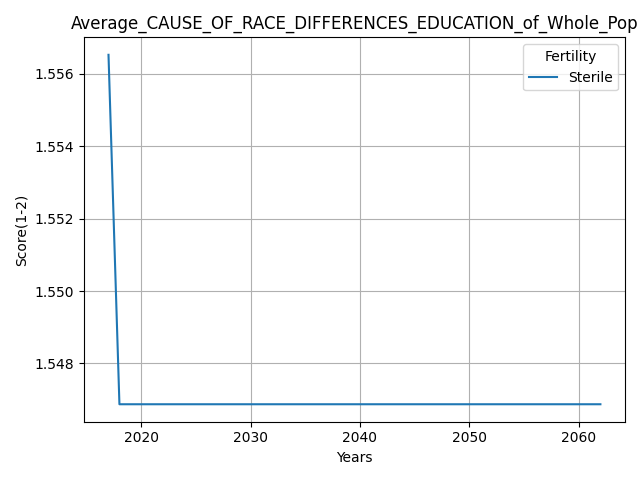 Average_CAUSE_OF_RACE_DIFFERENCES_EDUCATION_of_Whole_Pop
Fertility
Sterile
Score(1-2)
1.556
1.554
1.552
1.550
1.548
2020 2030 2040 2050 2060
Years